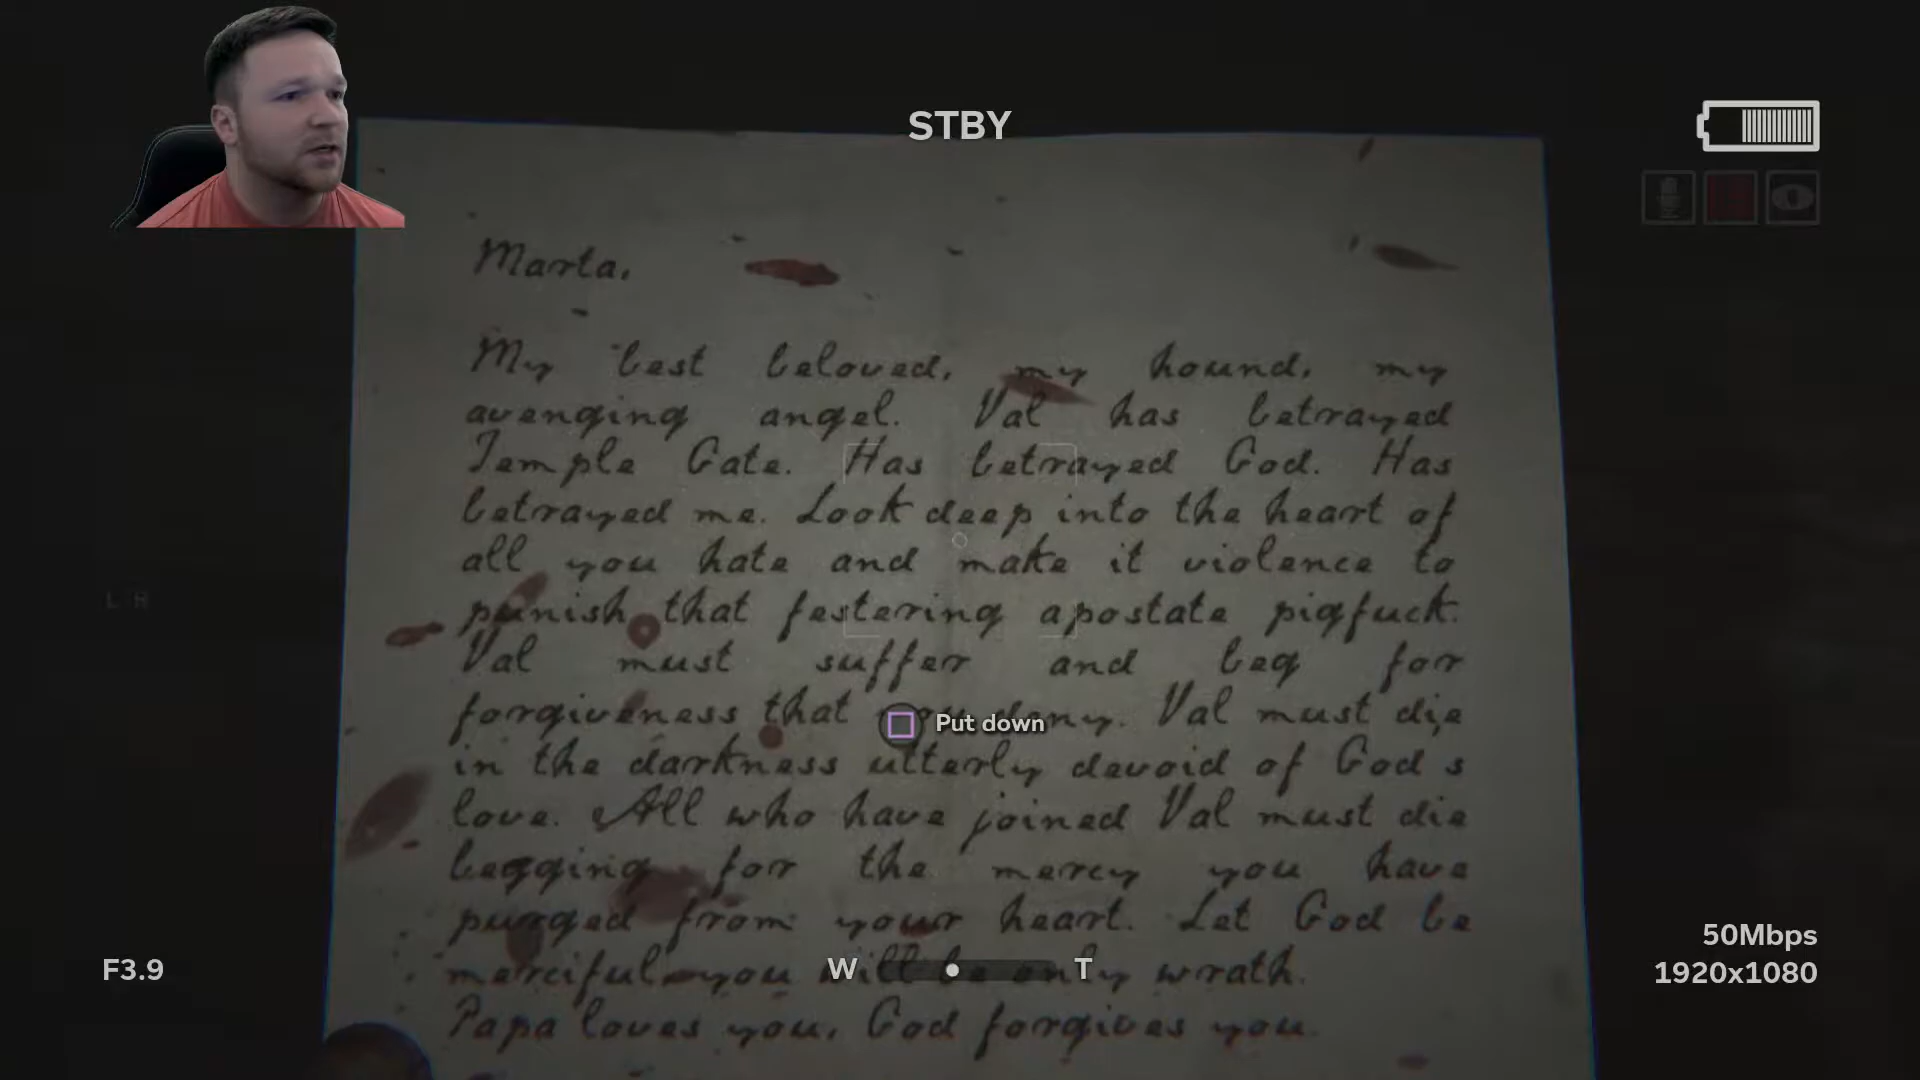 STBY
Marta,
My best beloved, my hound, my
avenging angel. Val has betrayed
Temple Gate. Has betrayed God. Has
betrayed me. Look deep into the heart of
all you hate and make it violence to
punish that festering apostate pigfuck.
Val must suffer and beg for
forgiveness that you deny. Val must die
Put down
in the darkness utterly devoid of God s
love. All who have joined Val must die
begging for the mercy you have
purged from your heart. Let God be
merciful you will be only wrath.
Papa loves you, God forgives you.
L R
F3.9
W T
50Mbps
1920x1080